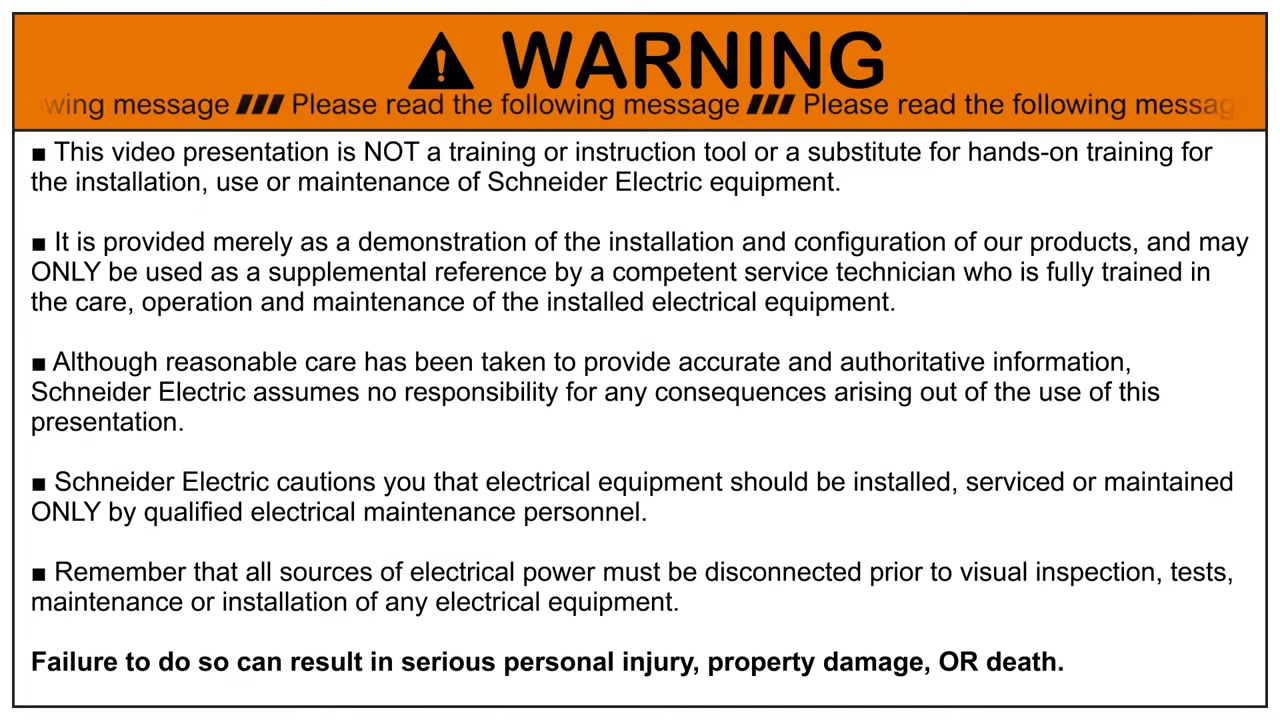 WARNING
wing message Please read the following message Please read the following messag
■ This video presentation is NOT a training or instruction tool or a substitute for hands-on training for
the installation, use or maintenance of Schneider Electric equipment.
■ It is provided merely as a demonstration of the installation and configuration of our products, and may
ONLY be used as a supplemental reference by a competent service technician who is fully trained in
the care, operation and maintenance of the installed electrical equipment.
■ Although reasonable care has been taken to provide accurate and authoritative information,
Schneider Electric assumes no responsibility for any consequences arising out of the use of this
presentation.
■ Schneider Electric cautions you that electrical equipment should be installed, serviced or maintained
ONLY by qualified electrical maintenance personnel.
■ Remember that all sources of electrical power must be disconnected prior to visual inspection, tests,
maintenance or installation of any electrical equipment.
Failure to do so can result in serious personal injury, property damage, OR death.